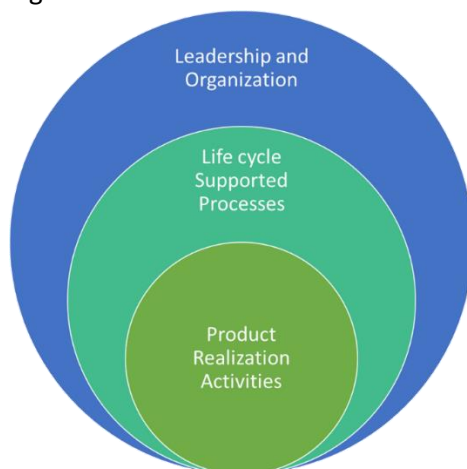 Leadership and
Organization
Life cycle
Supported
Processes
Product
Realization
Activities